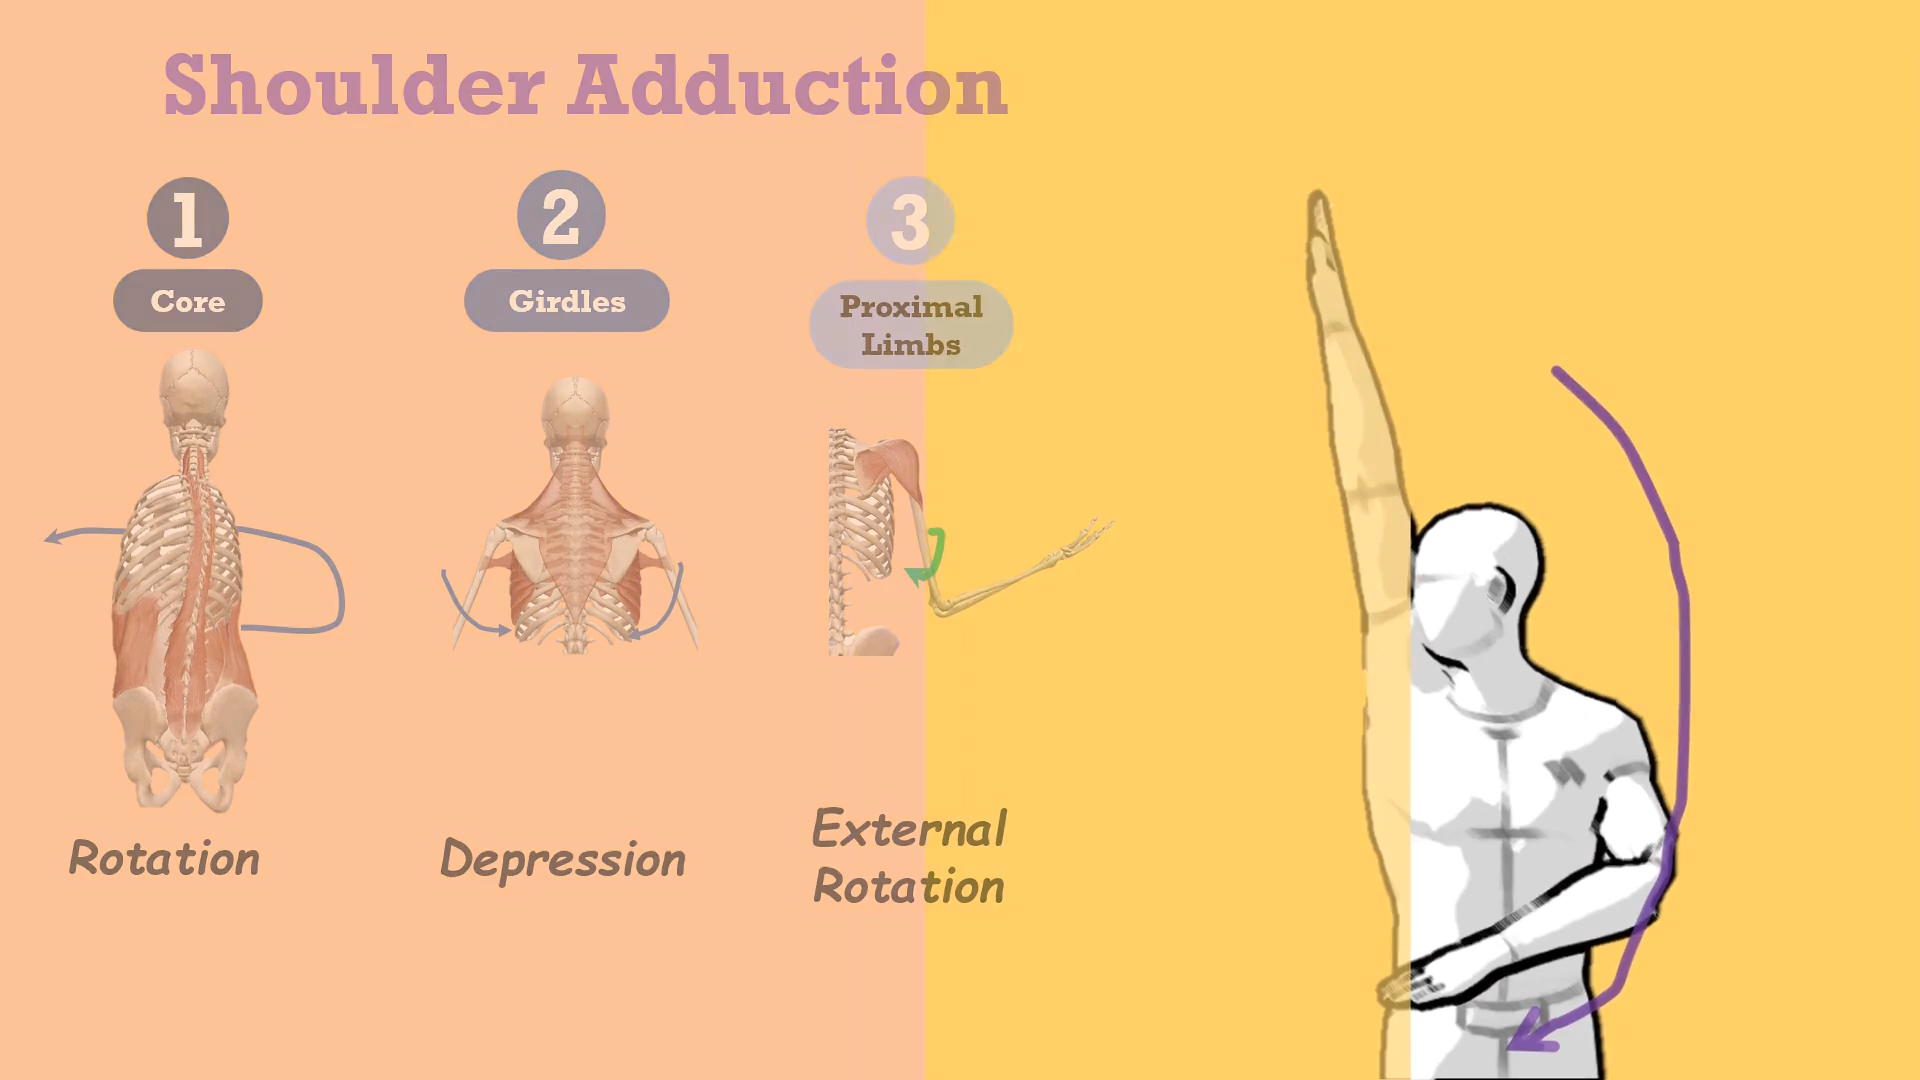 Shoulder Adduction
1
2
3
Core
Girdles
Proximal
Limbs
Rotation
Depression
External
Rotation